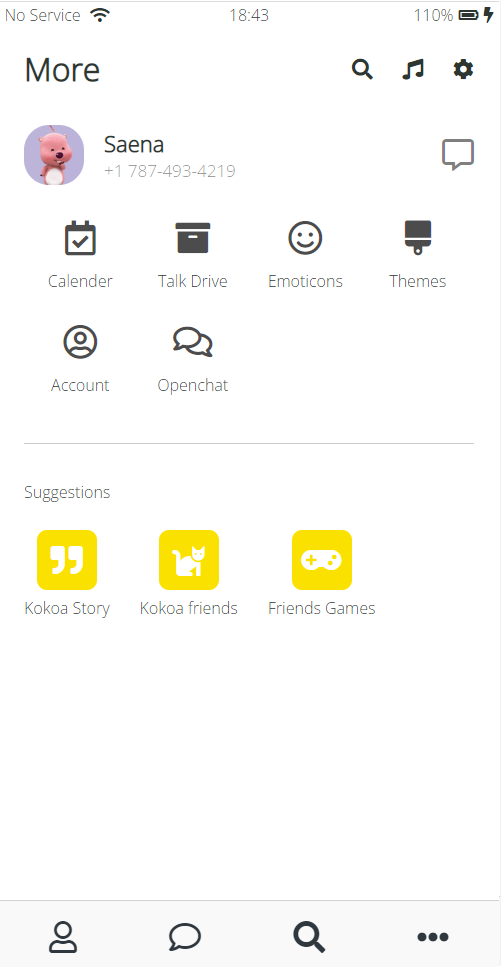 No Service 18:43 110%
More
Saena
+1 787-493-4219
Calender Talk Drive Emoticons Themes
Account Openchat
Suggestions
Kokoa Story Kokoa friends Friends Games